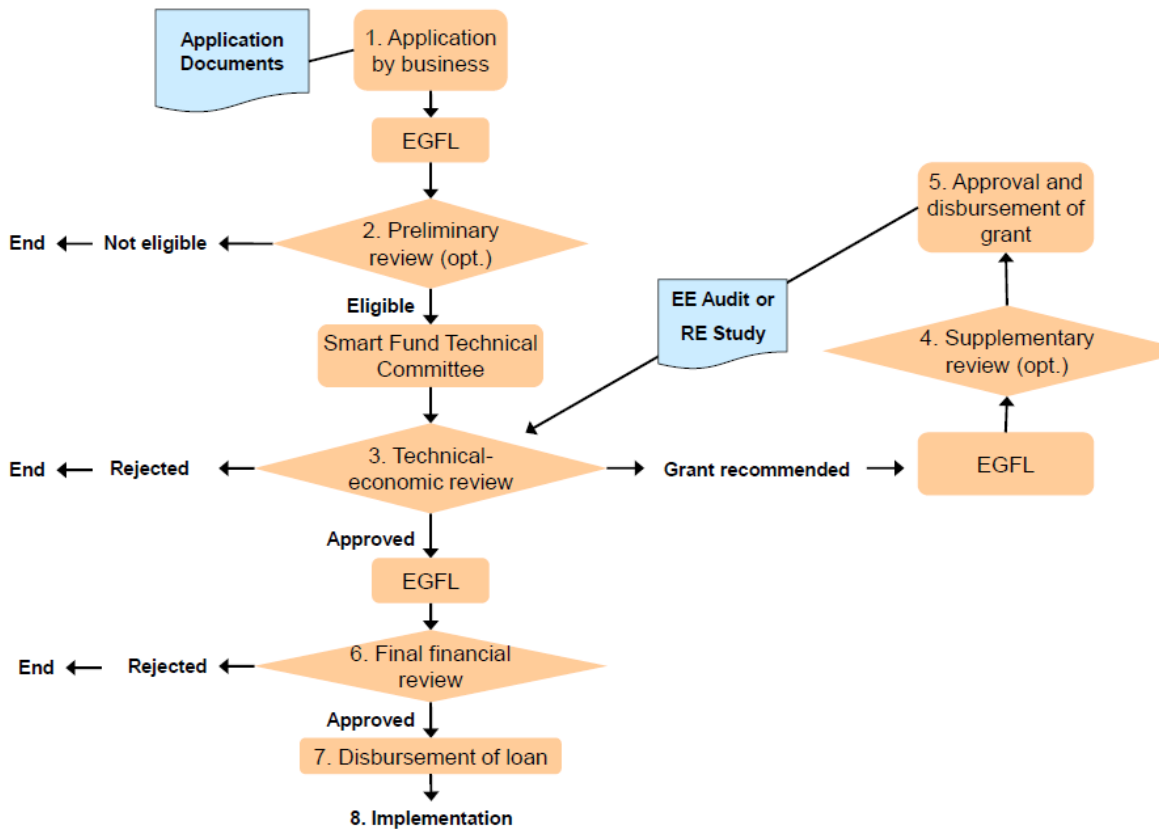 Application
Documents
1. Application
by business
EGFL
2. Preliminary
review (opt.)
Not eligible
End
Eligible
Smart Fund Technical
Committee
3. Technical-
economic review
Rejected
End
Grant recommended
EGFL
4. Supplementary
review (opt.)
5. Approval and
disbursement of
grant
EE Audit or
RE Study
Approved
EGFL
6. Final financial
review
Rejected
End
Approved
7. Disbursement of loan
8. Implementation